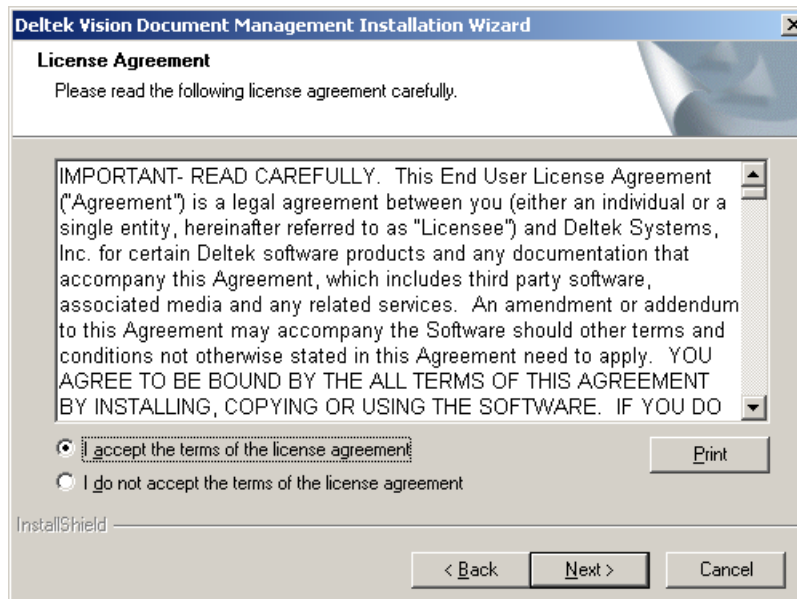 Deltek Vision Document Management Installation Wizard
License Agreement
Please read the following license agreement carefully.
IMPORTANT- READ CAREFULLY.  This End User License Agreement
("Agreement") is a legal agreement between you (either an individual or a
single entity, hereinafter referred to as "Licensee") and Deltek Systems,
Inc. for certain Deltek software products and any documentation that
accompany this Agreement, which includes third party software,
associated media and any related services.  An amendment or addendum
to this Agreement may accompany the Software should other terms and
conditions not otherwise stated in this Agreement need to apply.  YOU
AGREE TO BE BOUND BY THE ALL TERMS OF THIS AGREEMENT
BY INSTALLING, COPYING OR USING THE SOFTWARE.  IF YOU DO
I accept the terms of the license agreement
Print
I do not accept the terms of the license agreement
InstallShield
< Back
Next >
Cancel